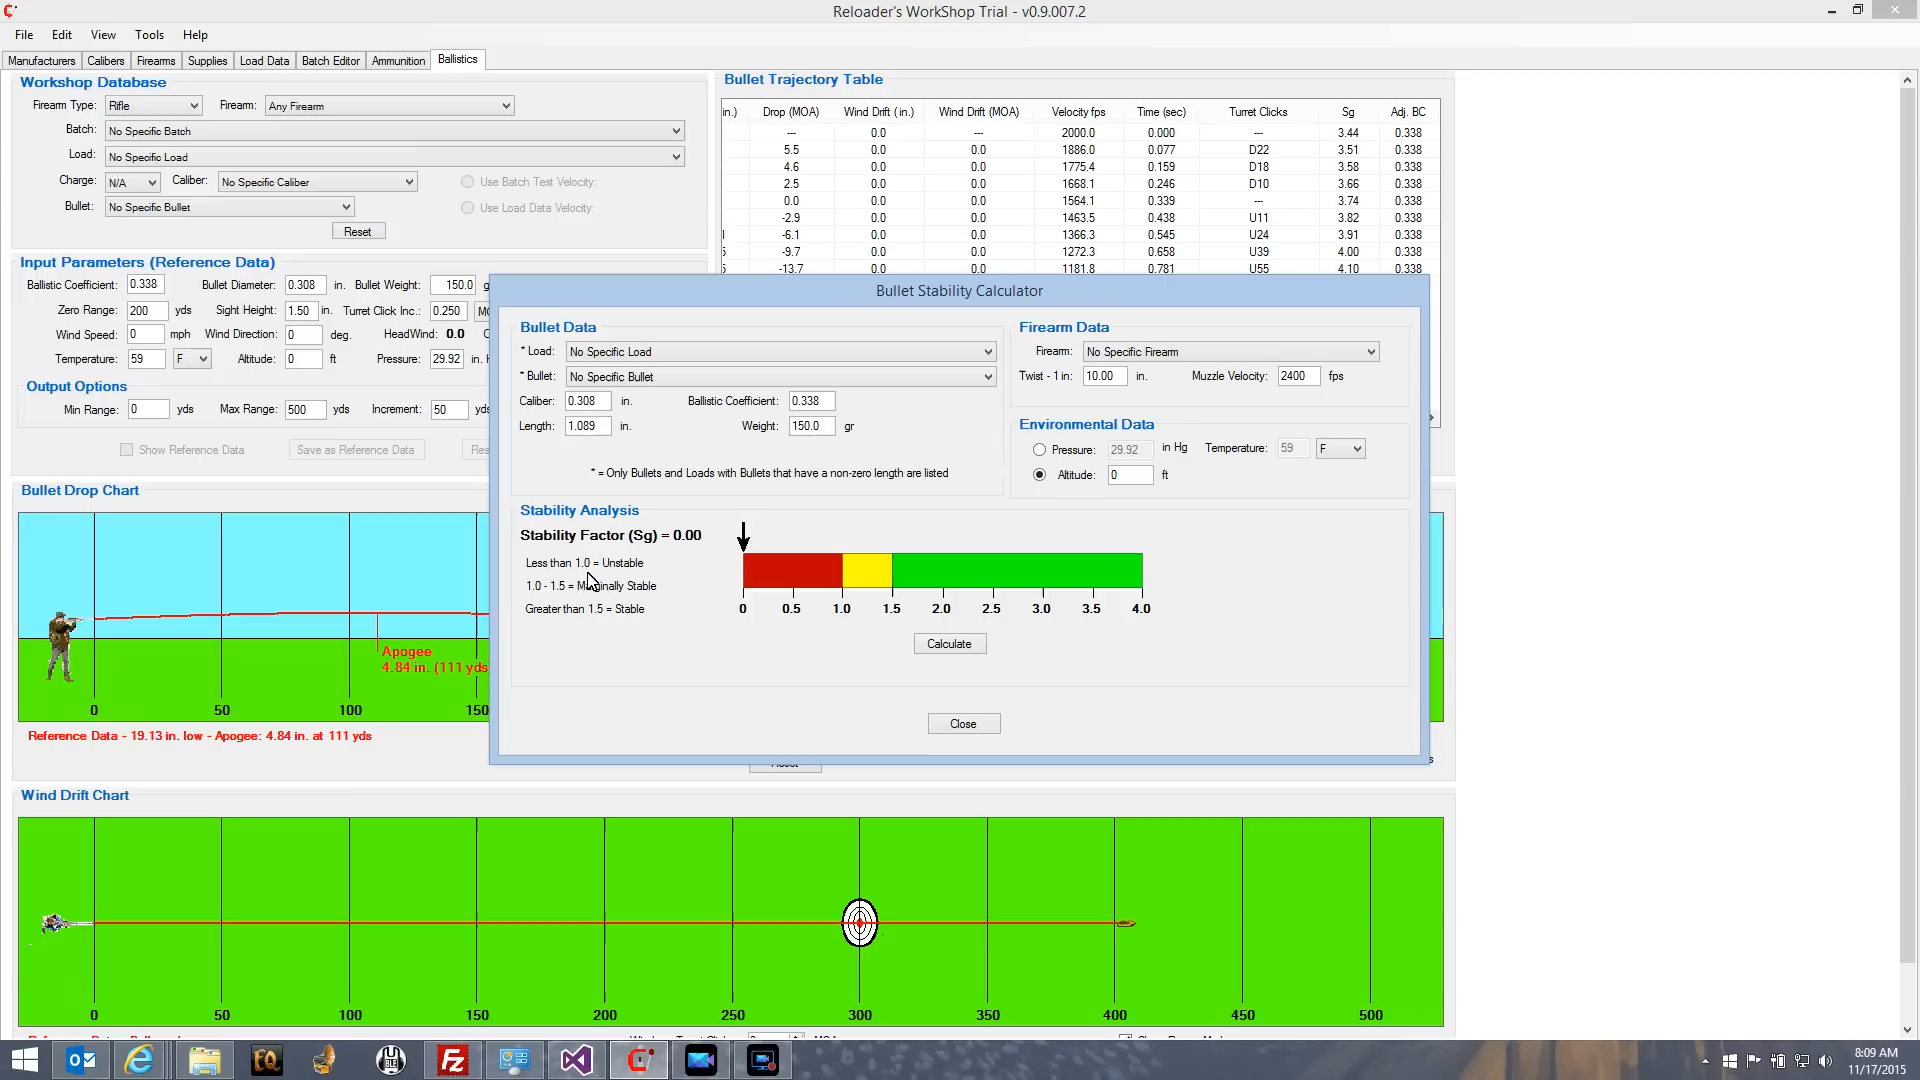 Reloader's WorkShop Trial - v0.9.007.2
File Edit View Tools Help
Manufacturers Calibers Firearms Supplies Load Data Batch Editor Ammunition Ballistics
Workshop Database
Firearm Type: Rifle Firearm: Any Firearm
Batch: No Specific Batch
Load: No Specific Load
Charge: N/A Caliber: No Specific Caliber Use Batch Test Velocity:
Bullet: No Specific Bullet Use Load Data Velocity:
Reset
Bullet Trajectory Table
in.) Drop (MOA) Wind Drift (in.) Wind Drift (MOA) Velocity fps Time (sec) Turret Clicks Sg Adj. BC
--- 0.0 --- 2000.0 0.000 --- 3.44 0.338
5.5 0.0 0.0 1886.0 0.077 D22 3.51 0.338
4.6 0.0 0.0 1775.4 0.159 D18 3.58 0.338
2.5 0.0 0.0 1668.1 0.246 D10 3.66 0.338
0.0 0.0 0.0 1564.1 0.339 --- 3.74 0.338
-2.9 0.0 0.0 1463.5 0.438 U11 3.82 0.338
-6.1 0.0 0.0 1366.3 0.545 U24 3.91 0.338
-9.7 0.0 0.0 1272.3 0.658 U39 4.00 0.338
-13.7 0.0 0.0 1181.8 0.781 U55 4.10 0.338
Input Parameters (Reference Data)
Ballistic Coefficient: 0.338 Bullet Diameter: 0.308 in. Bullet Weight: 150.0 g
Zero Range: 200 yds Sight Height: 1.50 in. Turret Click Inc.: 0.250
Wind Speed: 0 mph Wind Direction: 0 deg. HeadWind: 0.0
Temperature: 59 F Altitude: 0 ft Pressure: 29.92 in.
Output Options
Min Range: 0 yds Max Range: 500 yds Increment: 50 yds
Show Reference Data Save as Reference Data Res
Bullet Stability Calculator
Bullet Data
* Load: No Specific Load
* Bullet: No Specific Bullet
Caliber: 0.308 in. Ballistic Coefficient: 0.338
Length: 1.089 in. Weight: 150.0 gr
* = Only Bullets and Loads with Bullets that have a non-zero length are listed
Firearm Data
Firearm: No Specific Firearm
Twist - 1 in: 10.00 in. Muzzle Velocity: 2400 fps
Environmental Data
Pressure: 29.92 in Hg Temperature: 59 F
Altitude: 0 ft
Stability Analysis
Stability Factor (Sg) = 0.00
Less than 1.0 = Unstable
1.0 - 1.5 = Marginally Stable
Greater than 1.5 = Stable
0 0.5 1.0 1.5 2.0 2.5 3.0 3.5 4.0
Calculate
Close
Bullet Drop Chart
Apogee
4.84 in. (111 yds
0 50 100 150
Reference Data - 19.13 in. low - Apogee: 4.84 in. at 111 yds
Wind Drift Chart
0 50 100 150 200 250 300 350 400 450 500
8:09 AM
11/17/2015